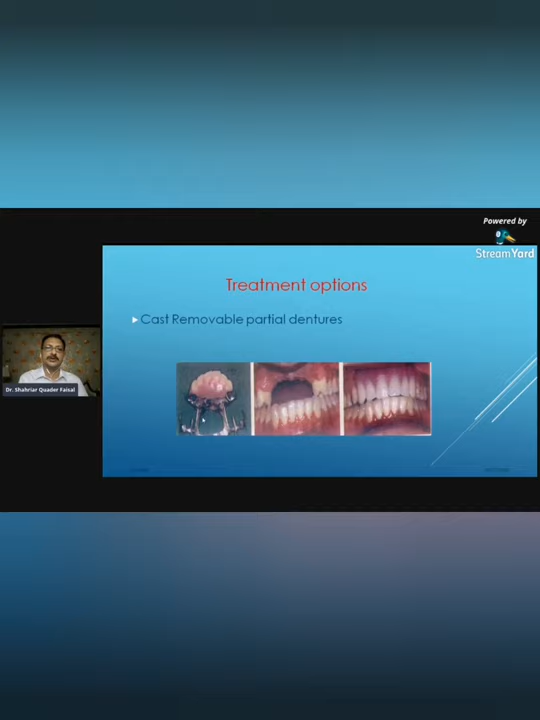 Powered by
StreamYard
Treatment options
Cast Removable partial dentures
Dr. Shahriar Quader Faisal